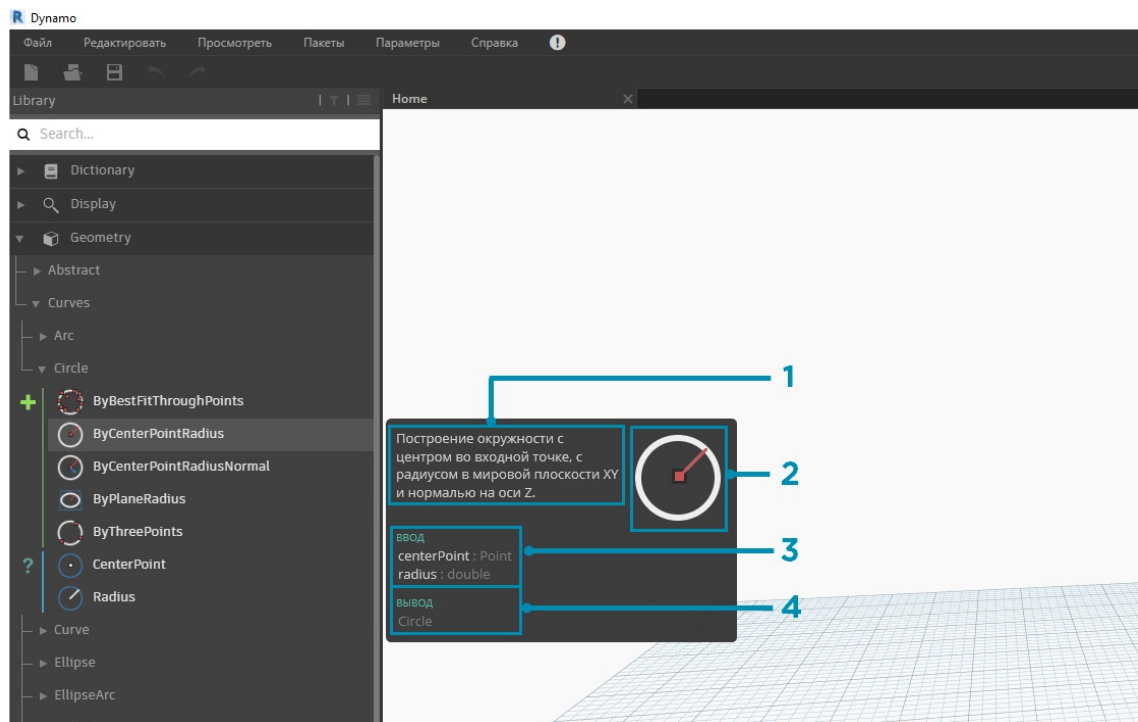 Dynamo
Файл Редактировать Просмотреть Пакеты Параметры Справка
Library
Home
Search...
Dictionary
Display
Geometry
Abstract
Curves
Arc
Circle
ByBestFitThroughPoints
ByCenterPointRadius
ByCenterPointRadiusNormal
ByPlaneRadius
ByThreePoints
CenterPoint
Radius
Curve
Ellipse
EllipseArc
1
Построение окружности с
центром во входной точке, с
радиусом в мировой плоскости XY
и нормалью на оси Z.
2
ВВОД
centerPoint : Point
radius : double
3
ВЫВОД
Circle
4